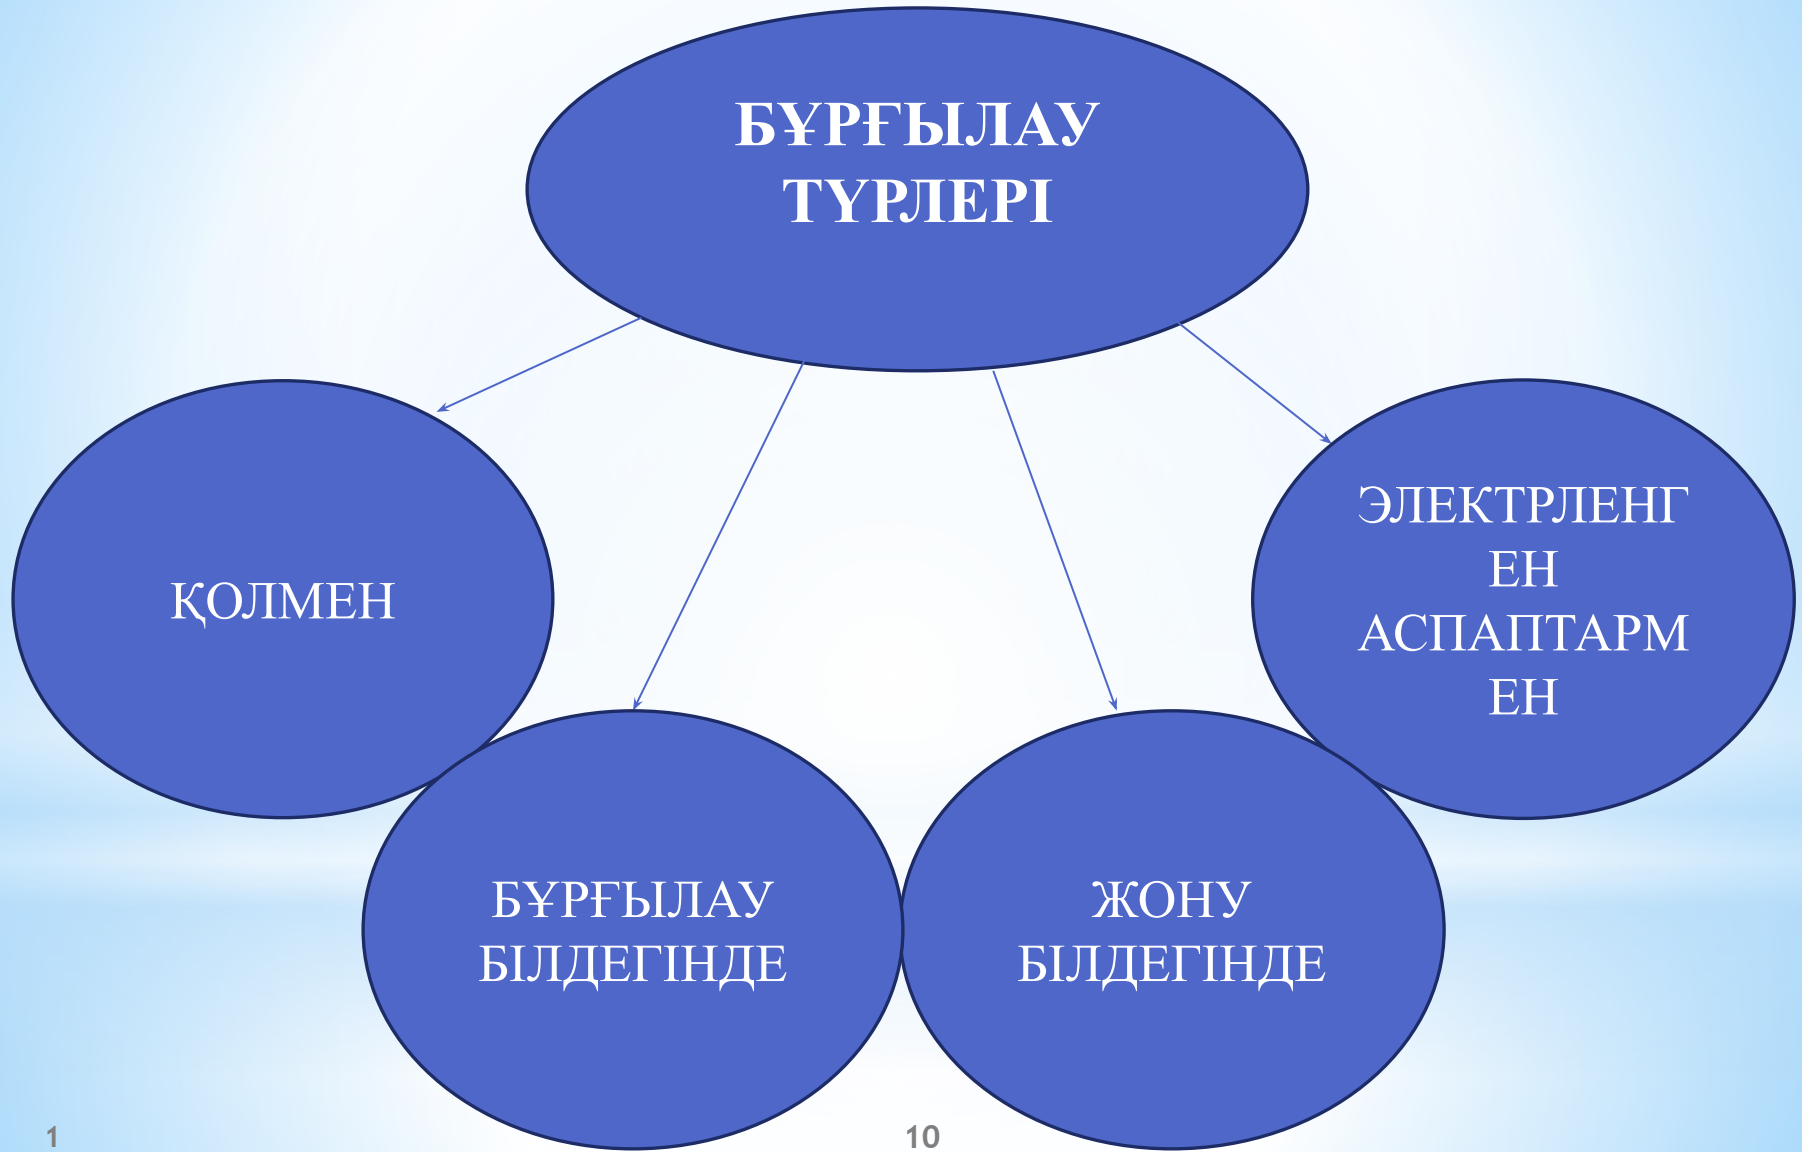 БҰРҒЫЛАУ
ТҮРЛЕРІ
ҚОЛМЕН
ЭЛЕКТРЛЕНГ
ЕН
АСПАПТАРМ
ЕН
БҰРҒЫЛАУ
БІЛДЕГІНДЕ
ЖОНУ
БІЛДЕГІНДЕ
1
10